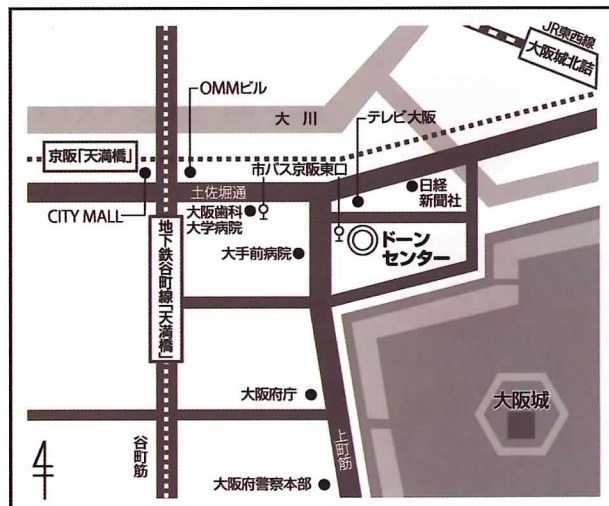 JR東西線
大阪城北詰
OMMビル
大川
テレビ大阪
京阪「天満橋」
市バス京阪東口
土佐堀通
日経
新聞社
CITY MALL
大阪歯科
大学病院
ドーン
センター
大手前病院
地下鉄谷町線「天満橋」
大阪府庁
大阪城
谷町筋
上町筋
大阪府警察本部